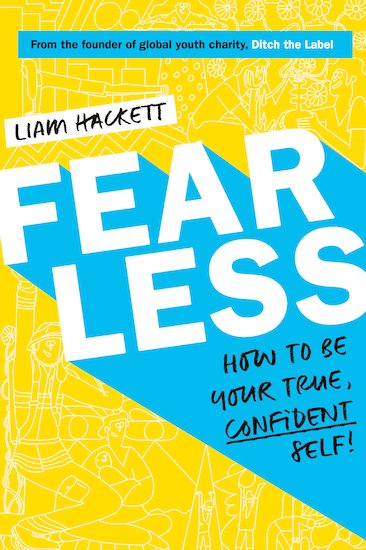 From the founder of global youth charity, Ditch the Label
LIAM HACKETT
FEAR
LESS
HOW TO BE
YOUR TRUE,
CONFiDENT
SELF!